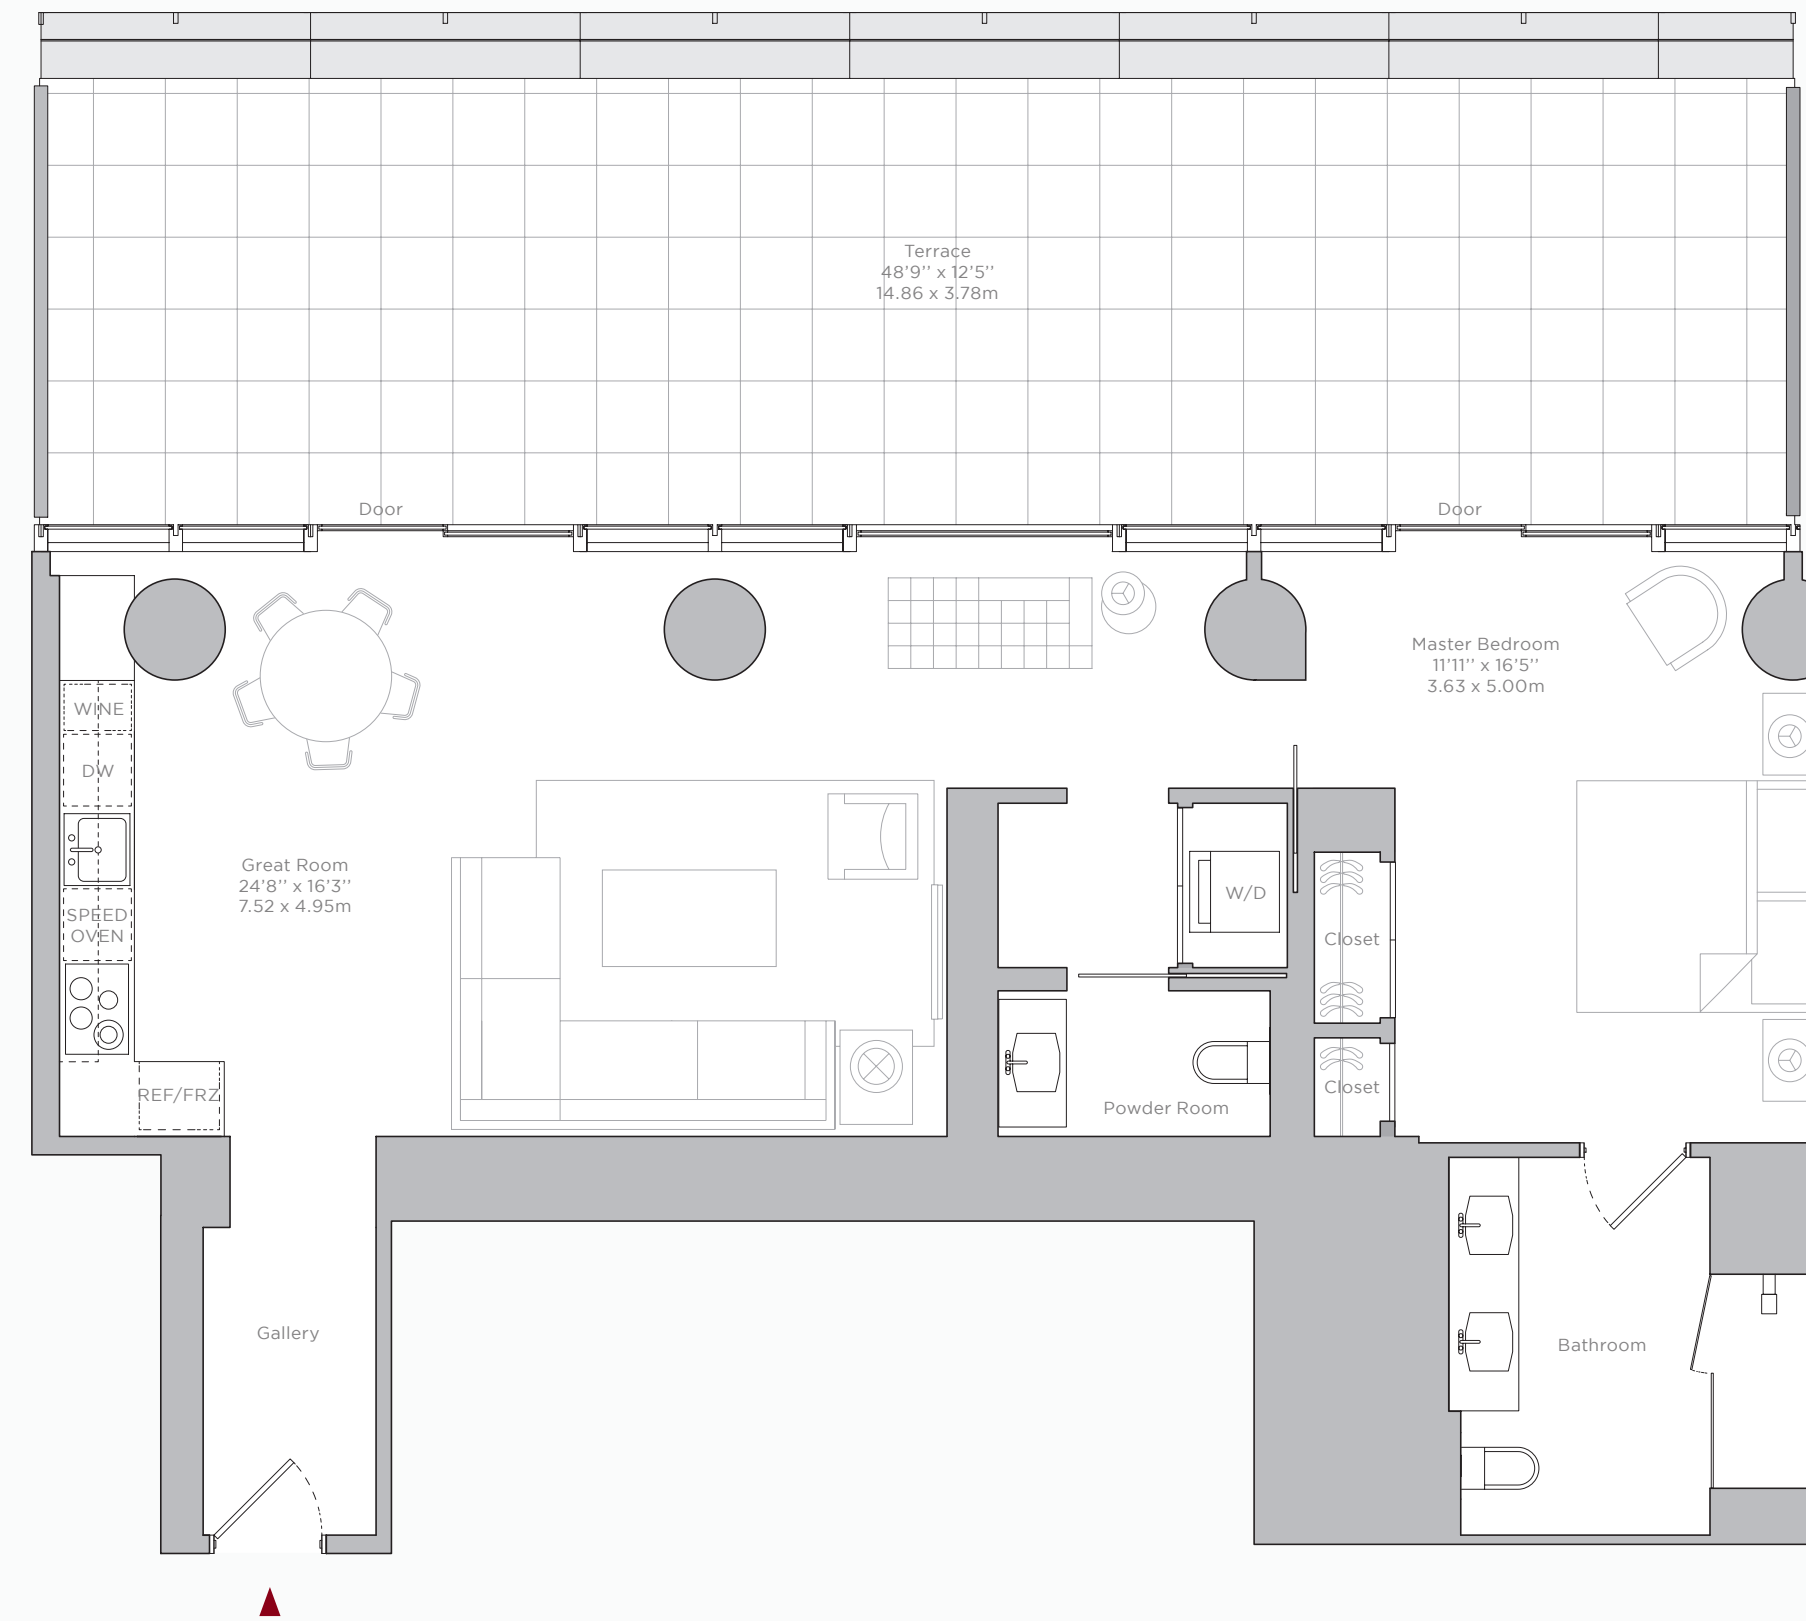 Terrace
48’9’’ x 12’5’’
14.86 x 3.78m
Door
Door
Master Bedroom
11’11’’ x 16’5’’
3.63 x 5.00m
WINE
DW
Great Room
24’8’’ x 16’3’’
7.52 x 4.95m
SPEED
OVEN
W/D
Closet
Closet
REF/FRZ
Powder Room
Gallery
Bathroom